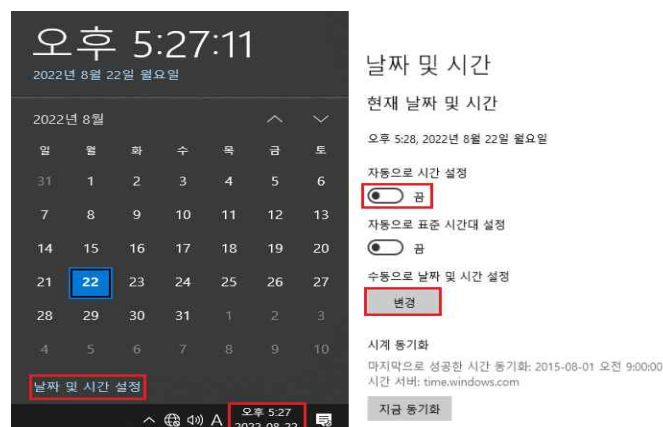 오후 5:27:11
2022년 8월 22일 월요일
2022년 8월
일 월 화 수 목 금 토
31 1 2 3 4 5 6
7 8 9 10 11 12 13
14 15 16 17 18 19 20
21 22 23 24 25 26 27
28 29 30 31 1 2 3
4 5 6 7 8 9 10
날짜 및 시간 설정
A 오후 5:27
2022-08-22
날짜 및 시간
현재 날짜 및 시간
오후 5:28, 2022년 8월 22일 월요일
자동으로 시간 설정
끔
자동으로 표준 시간대 설정
끔
수동으로 날짜 및 시간 설정
변경
시계 동기화
마지막으로 성공한 시간 동기화: 2015-08-01 오전 9:00:00
시간 서버: time.windows.com
지금 동기화